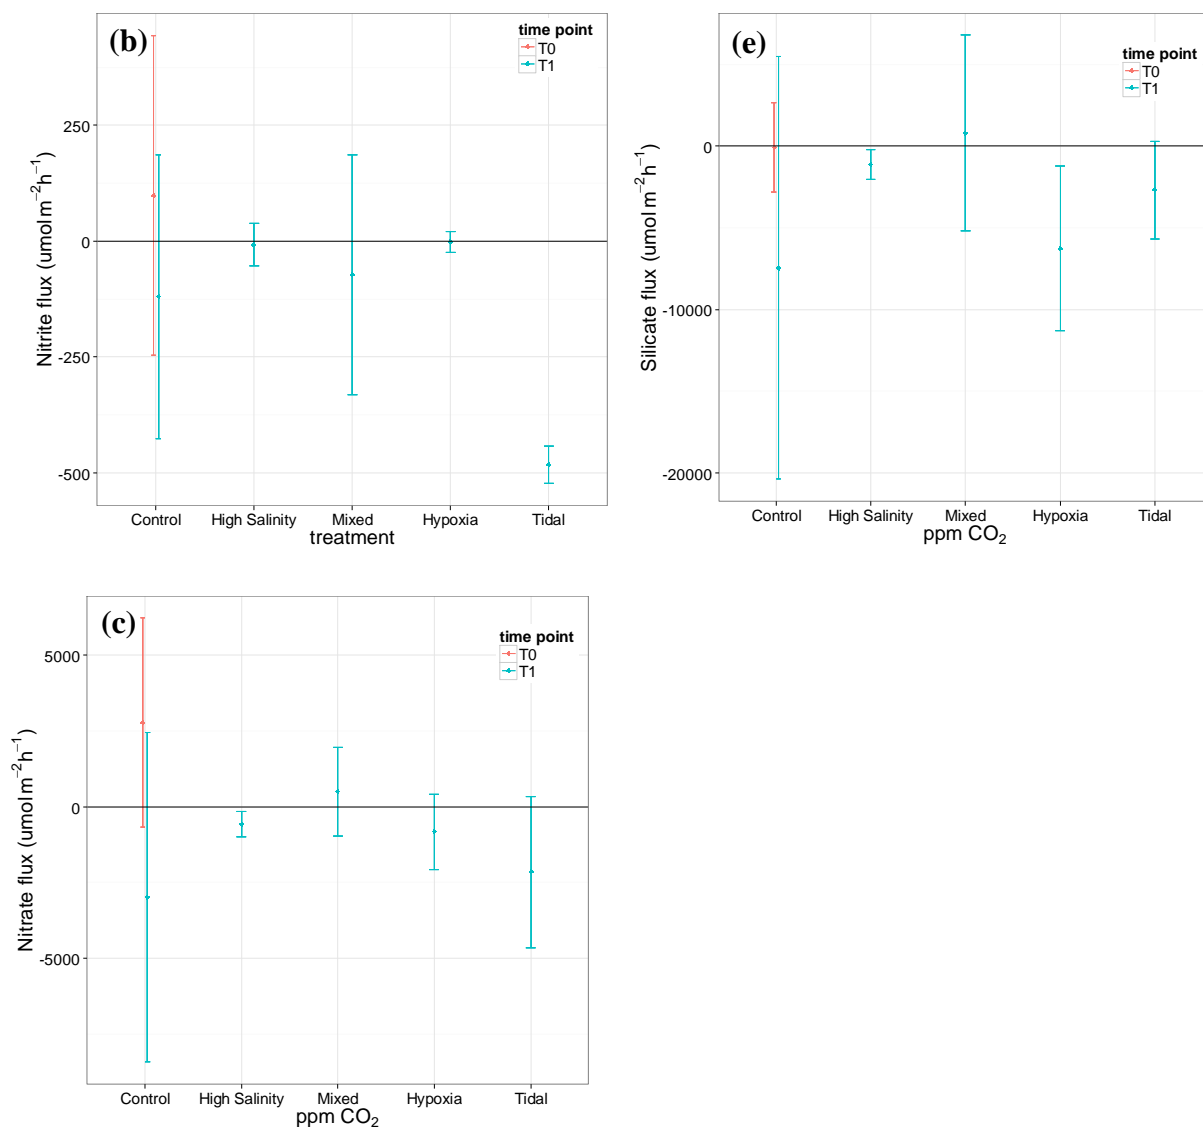 (b)
time point
T0
T1
250
0
-250
-500
Nitrite flux (umol m−2h−1)
Control High Salinity Mixed Hypoxia Tidal
treatment
(e)
time point
T0
T1
0
-10000
-20000
Silicate flux (umol m−2h−1)
Control High Salinity Mixed Hypoxia Tidal
ppm CO2
(c)
time point
T0
T1
5000
0
-5000
Nitrate flux (umol m−2h−1)
Control High Salinity Mixed Hypoxia Tidal
ppm CO2